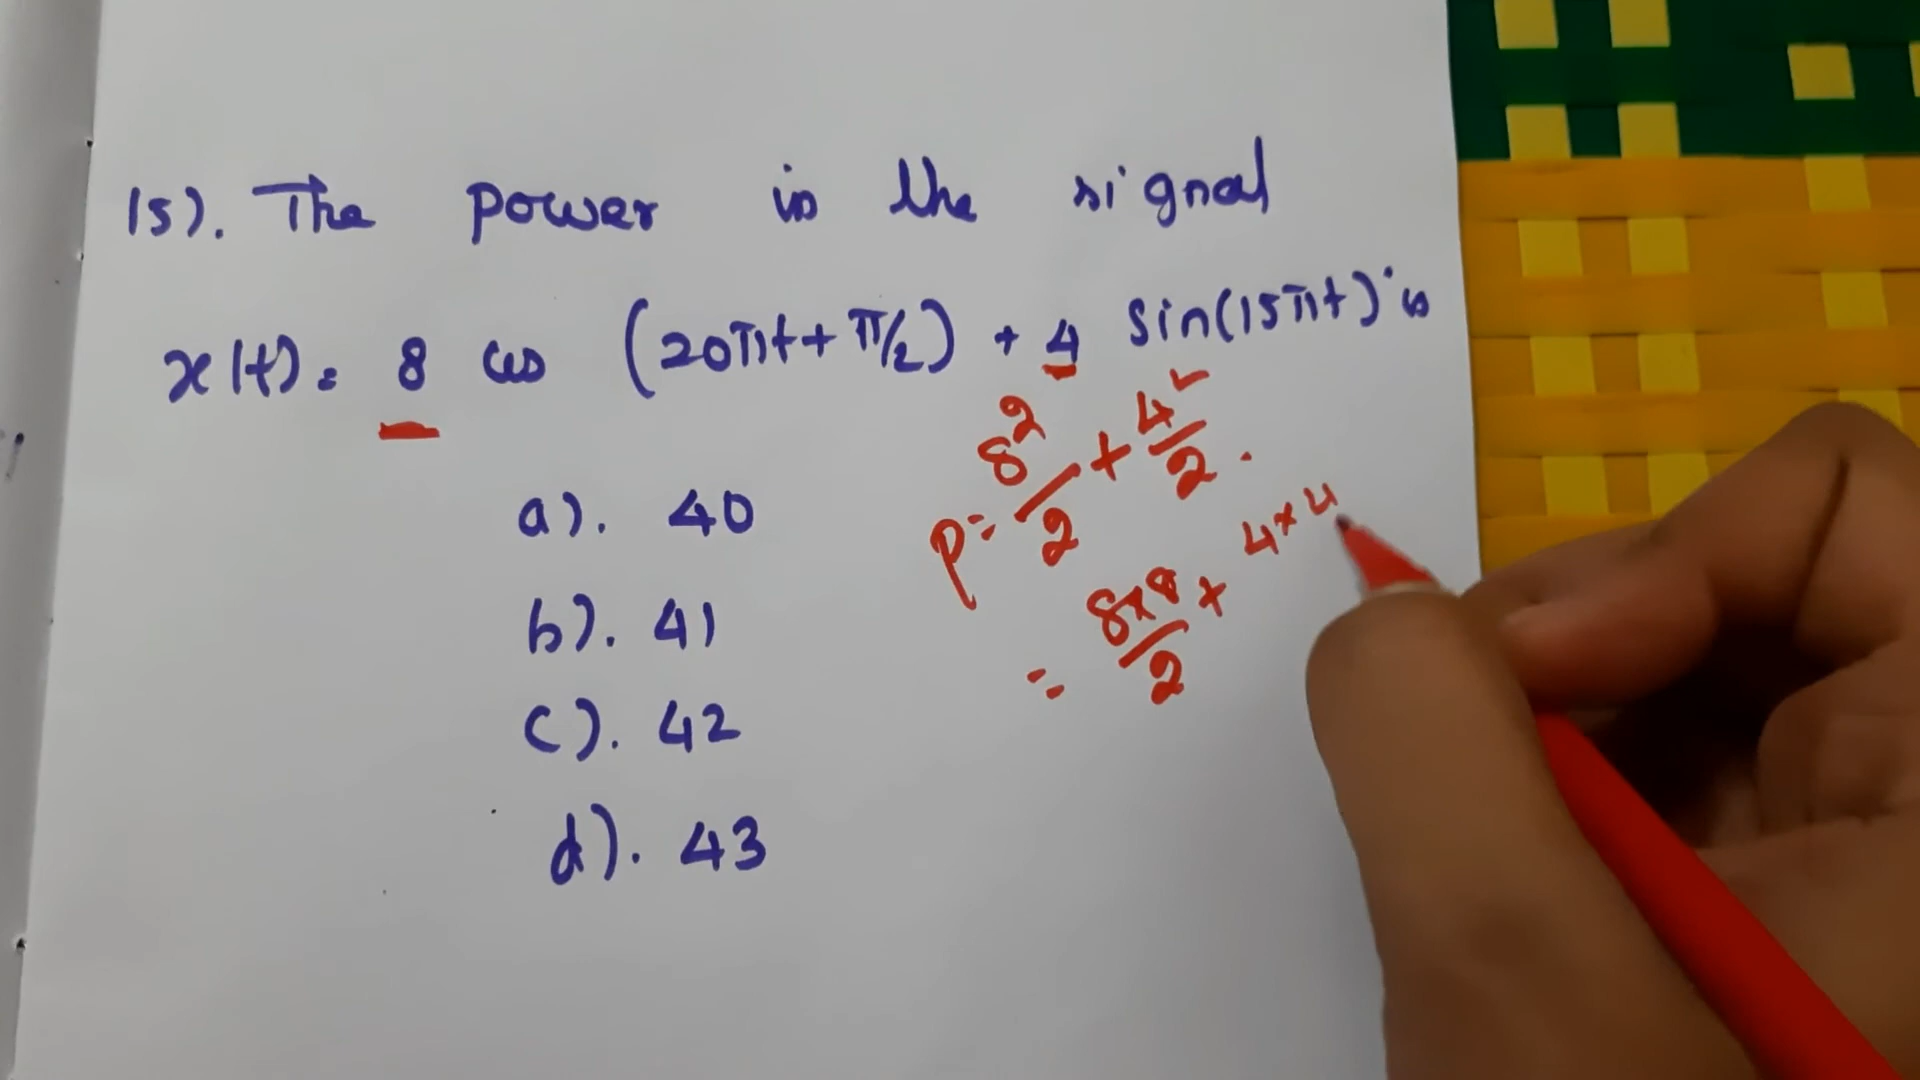 15). The power in the signal
x(t) = 8 cos (20πt + π/2) + 4 sin(15πt) is
a). 40
b). 41
c). 42
d). 43
P = 8²/2 + 4²/2.
= 8×8/2 + 4×4